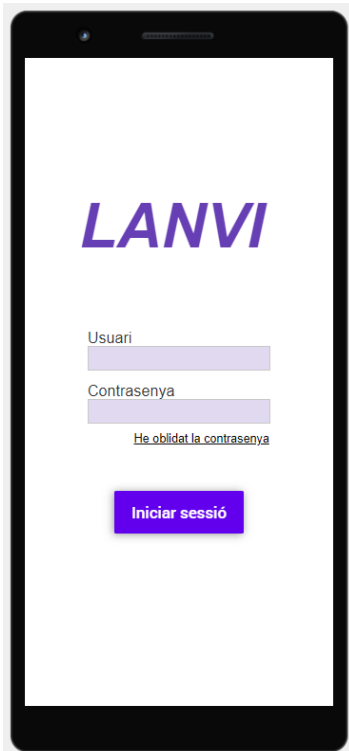 LANVI
Usuari
Contrasenya
He oblidat la contrasenya
Iniciar sessió